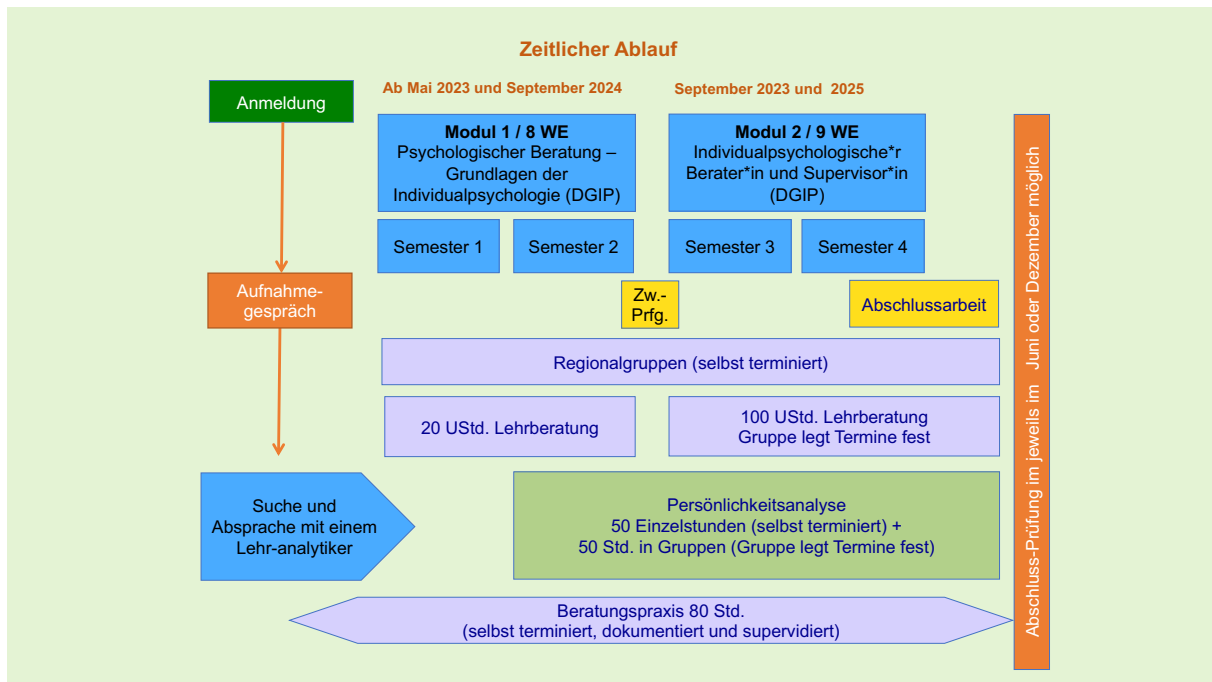 Zeitlicher Ablauf
Anmeldung
Ab Mai 2023 und September 2024
September 2023 und 2025
Modul 1 / 8 WE
Psychologischer Beratung –
Grundlagen der
Individualpsychologie (DGIP)
Modul 2 / 9 WE
Individualpsychologische*r
Berater*in und Supervisor*in
(DGIP)
Semester 1
Semester 2
Semester 3
Semester 4
Aufnahme-
gespräch
Zw.-
Prfg.
Abschlussarbeit
Regionalgruppen (selbst terminiert)
20 UStd. Lehrberatung
100 UStd. Lehrberatung
Gruppe legt Termine fest
Suche und
Absprache mit einem
Lehr-analytiker
Persönlichkeitsanalyse
50 Einzelstunden (selbst terminiert) +
50 Std. in Gruppen (Gruppe legt Termine fest)
Beratungspraxis 80 Std.
(selbst terminiert, dokumentiert und supervidiert)
Abschluss-Prüfung im jeweils im Juni oder Dezember möglich